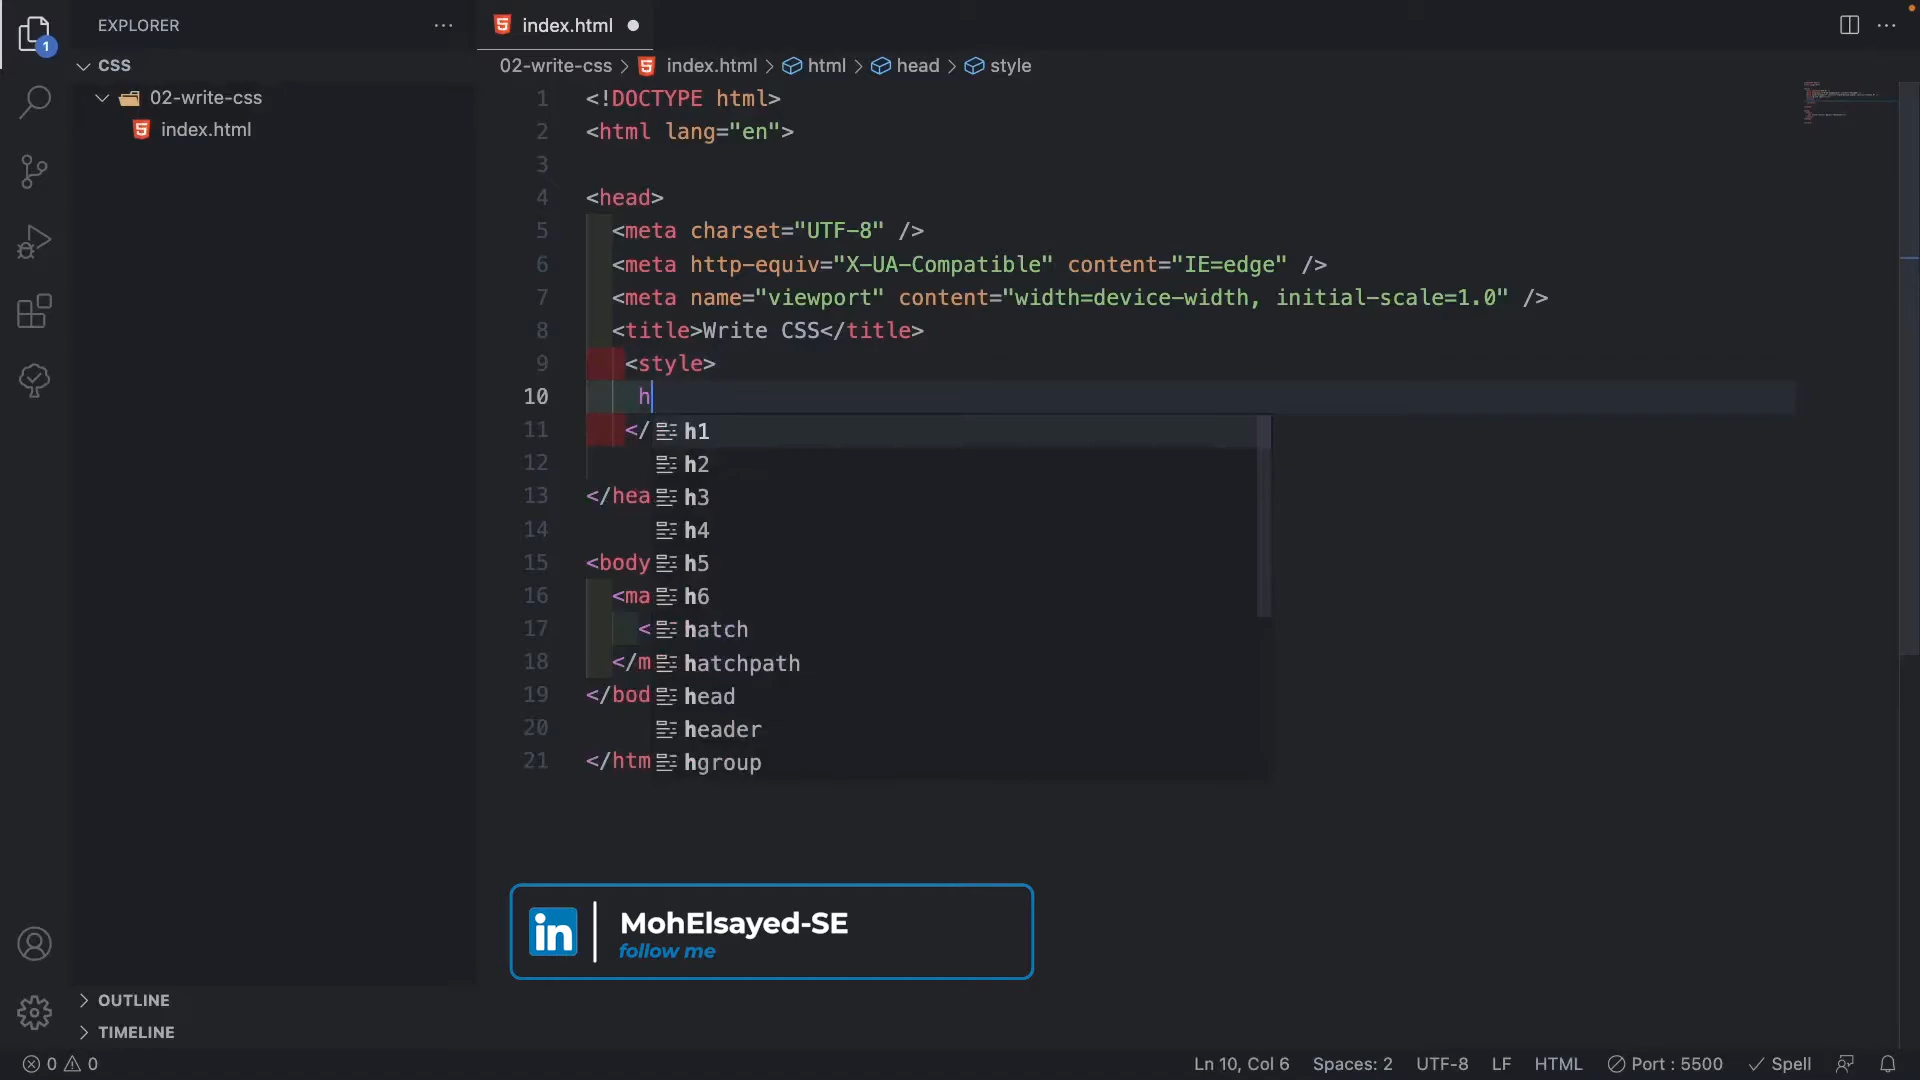 EXPLORER
index.html
1
CSS
02-write-css
index.html
02-write-css > index.html > html > head > style
1 <!DOCTYPE html>
2 <html lang="en">
3
4 <head>
5 <meta charset="UTF-8" />
6 <meta http-equiv="X-UA-Compatible" content="IE=edge" />
7 <meta name="viewport" content="width=device-width, initial-scale=1.0" />
8 <title>Write CSS</title>
9 <style>
10 h
11 </
12
13 </hea
14
15 <body
16 <ma
17 <
18 </m
19 </bod
20
21 </htm
h1
h2
h3
h4
h5
h6
hatch
hatchpath
head
header
hgroup
in
MohElsayed-SE
follow me
OUTLINE
TIMELINE
0 0
Ln 10, Col 6 Spaces: 2 UTF-8 LF HTML Port : 5500 Spell